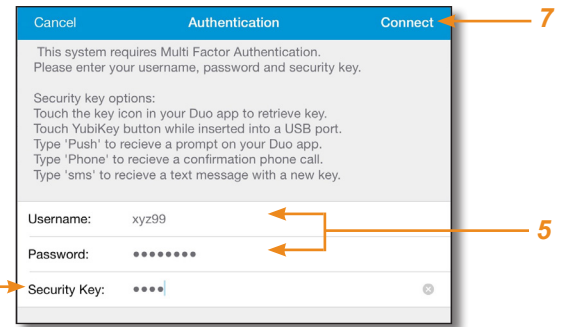 Cancel Authentication Connect 7
This system requires Multi Factor Authentication.
Please enter your username, password and security key.
Security key options:
Touch the key icon in your Duo app to retrieve key.
Touch YubiKey button while inserted into a USB port.
Type 'Push' to recieve a prompt on your Duo app.
Type 'Phone' to recieve a confirmation phone call.
Type 'sms' to recieve a text message with a new key.
Username: xyz99
5
Password: ••••••••
Security Key: ••••